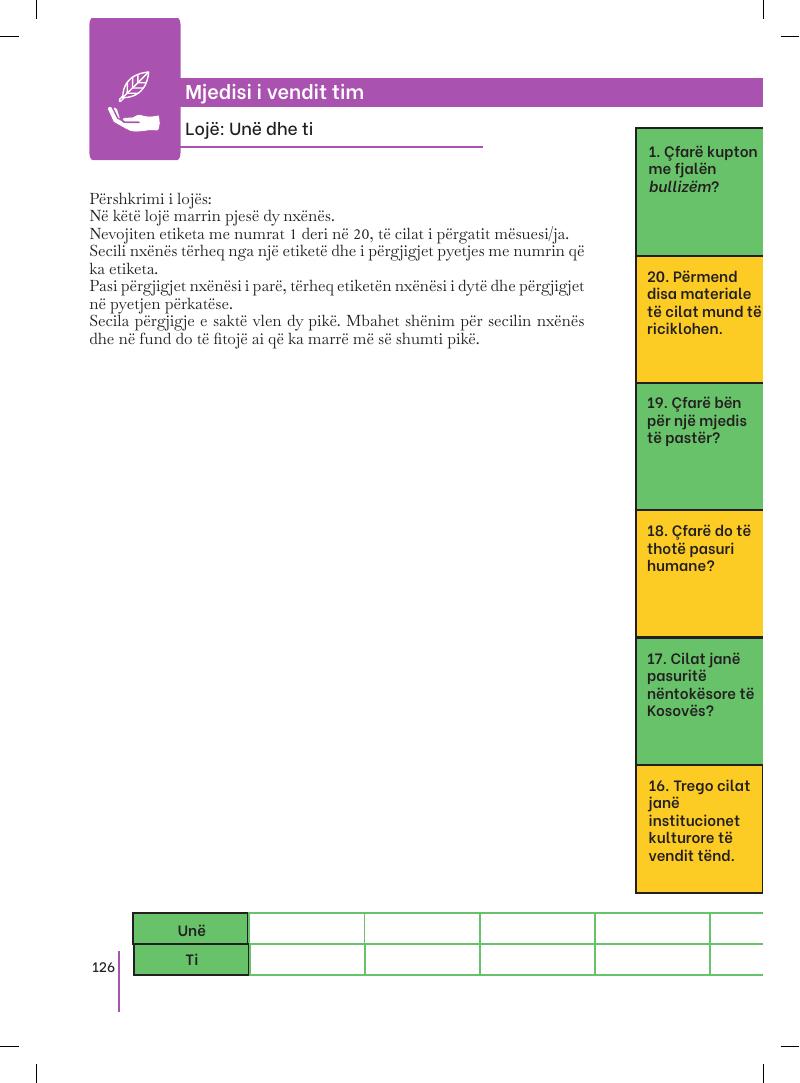 Mjedisi i vendit tim
Lojë: Unë dhe ti
Përshkrimi i lojës:
Në këtë lojë marrin pjesë dy nxënës.
Nevojiten etiketa me numrat 1 deri në 20, të cilat i përgatit mësuesi/ja.
Secili nxënës tërheq nga një etiketë dhe i përgjigjet pyetjes me numrin që
ka etiketa.
Pasi përgjigjet nxënësi i parë, tërheq etiketën nxënësi i dytë dhe përgjigjet
në pyetjen përkatëse.
Secila përgjigje e saktë vlen dy pikë. Mbahet shënim për secilin nxënës
dhe në fund do të fitojë ai që ka marrë më së shumti pikë.
1. Çfarë kupton
me fjalën
bullizëm?
20. Përmend
disa materiale
të cilat mund të
riciklohen.
19. Çfarë bën
për një mjedis
të pastër?
18. Çfarë do të
thotë pasuri
humane?
17. Cilat janë
pasuritë
nëntokësore të
Kosovës?
16. Trego cilat
janë
institucionet
kulturore të
vendit tënd.
Unë
Ti
126